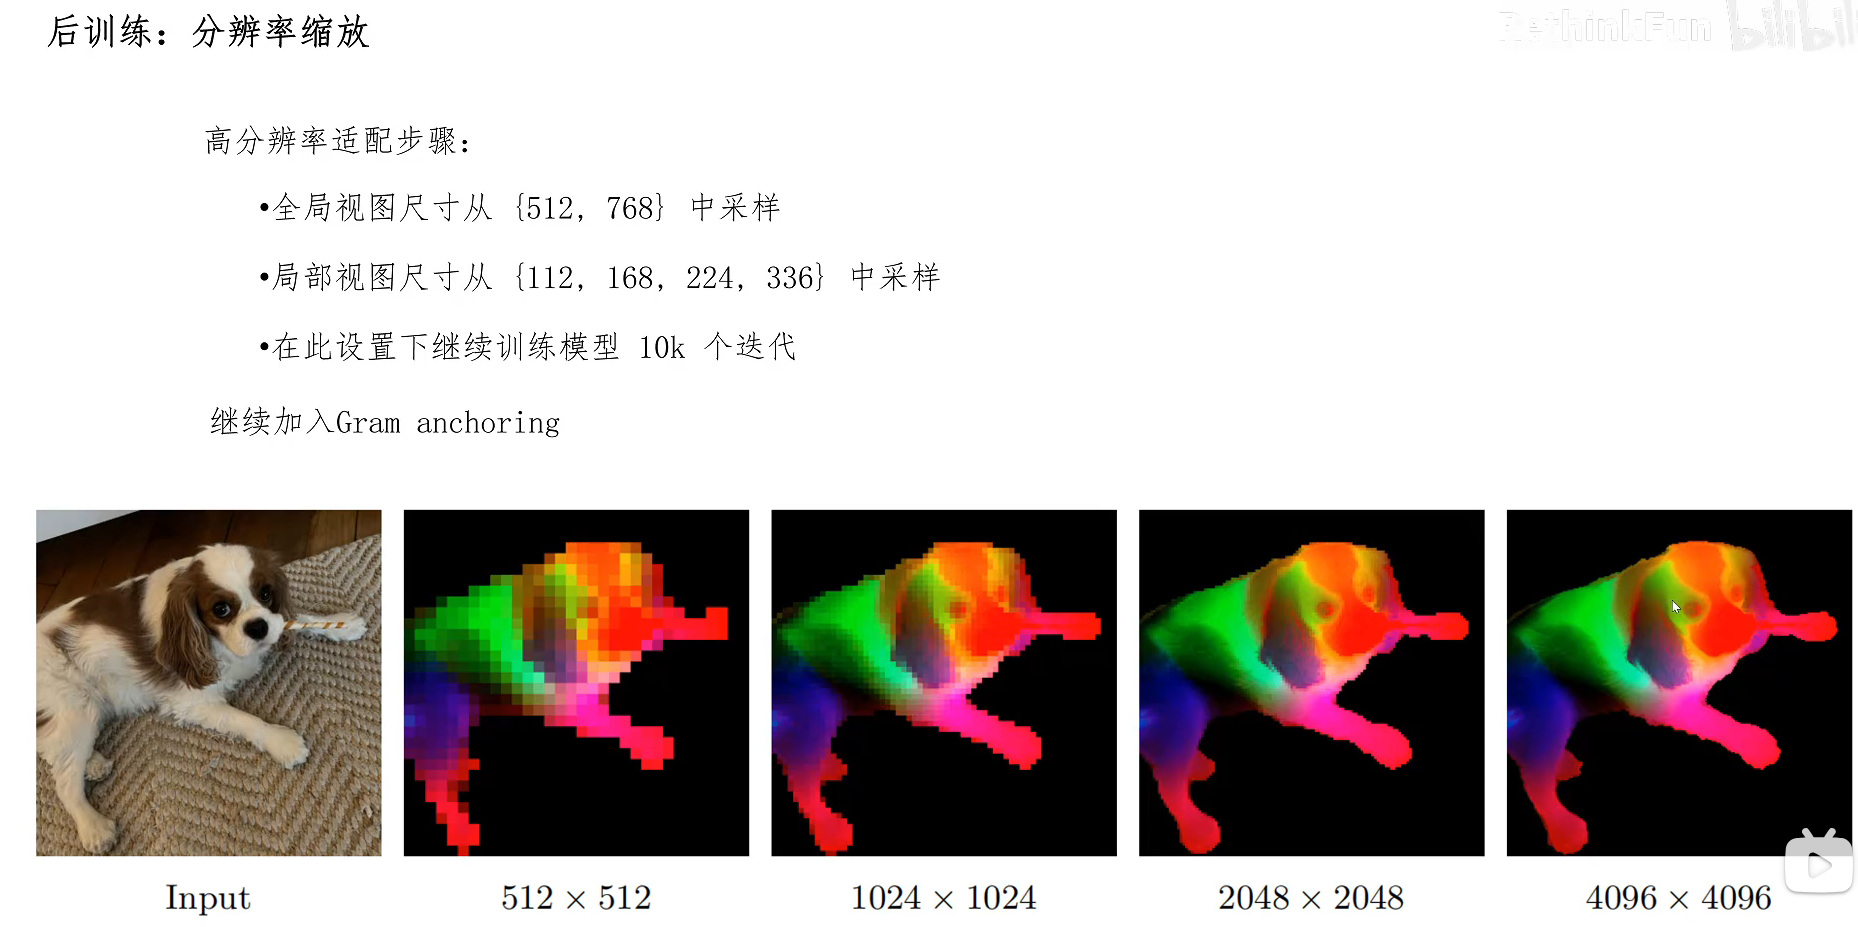 后训练：分辨率缩放
RethinkFun bilibili
高分辨率适配步骤：
•全局视图尺寸从 {512, 768} 中采样
•局部视图尺寸从 {112, 168, 224, 336} 中采样
•在此设置下继续训练模型 10k 个迭代
继续加入Gram anchoring
Input
512 × 512
1024 × 1024
2048 × 2048
4096 × 4096